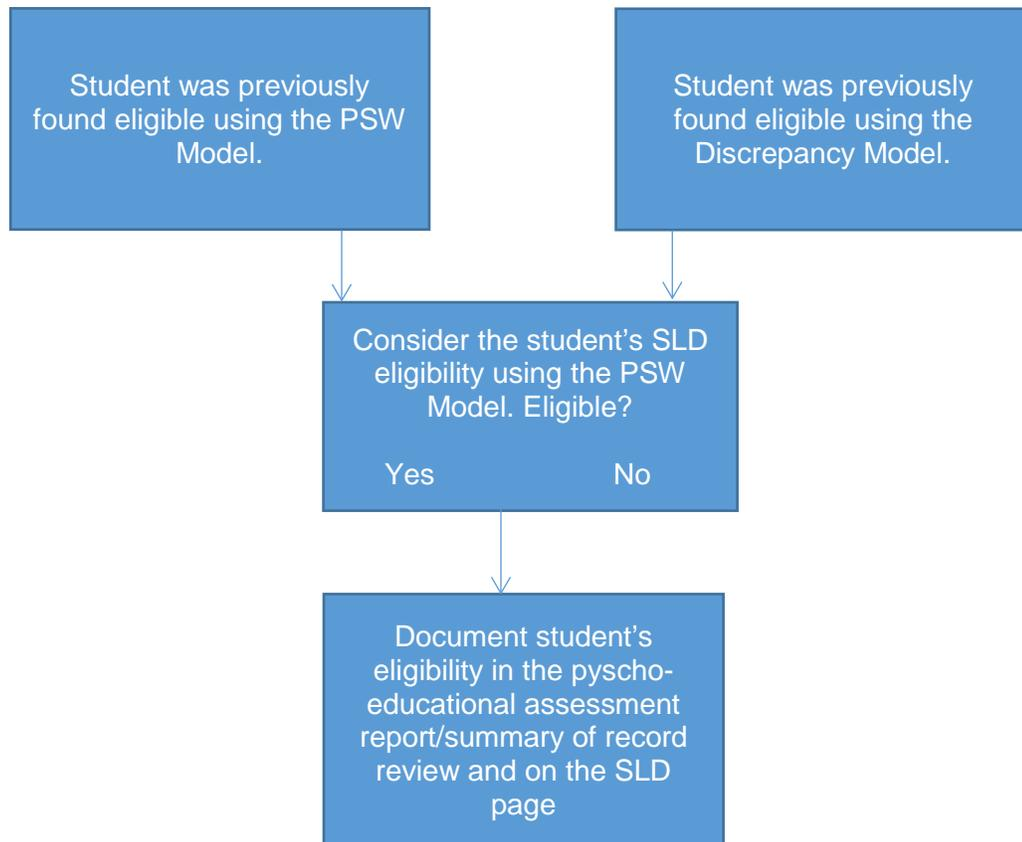 Student was previously
found eligible using the PSW
Model.
Student was previously
found eligible using the
Discrepancy Model.
Consider the student’s SLD
eligibility using the PSW
Model. Eligible?
Yes No
Document student’s
eligibility in the pyscho-
educational assessment
report/summary of record
review and on the SLD
page